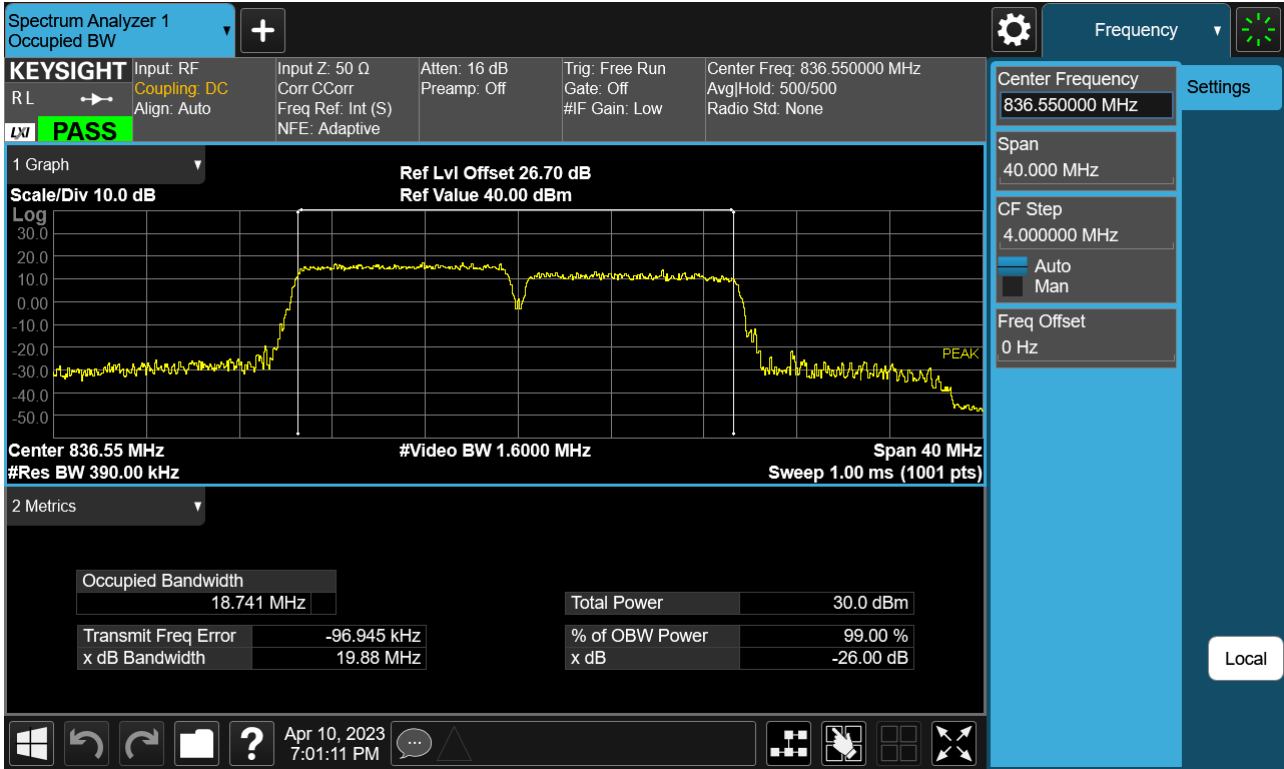 Spectrum Analyzer 1
Occupied BW
Frequency
KEYSIGHT
R L
LXI PASS
Input: RF
Coupling: DC
Align: Auto
Input Z: 50 Ω
Corr CCorr
Freq Ref: Int (S)
NFE: Adaptive
Atten: 16 dB
Preamp: Off
Trig: Free Run
Gate: Off
#IF Gain: Low
Center Freq: 836.550000 MHz
Avg|Hold: 500/500
Radio Std: None
Center Frequency
836.550000 MHz
Settings
Span
40.000 MHz
CF Step
4.000000 MHz
Auto
Man
Freq Offset
0 Hz
Local
1 Graph
Scale/Div 10.0 dB
Ref Lvl Offset 26.70 dB
Ref Value 40.00 dBm
Log
30.0
20.0
10.0
0.00
-10.0
-20.0
-30.0
-40.0
-50.0
PEAK
Center 836.55 MHz #Video BW 1.6000 MHz Span 40 MHz
#Res BW 390.00 kHz Sweep 1.00 ms (1001 pts)
2 Metrics
Occupied Bandwidth
18.741 MHz
Total Power 30.0 dBm
Transmit Freq Error -96.945 kHz
% of OBW Power 99.00 %
x dB Bandwidth 19.88 MHz
x dB -26.00 dB
?
Apr 10, 2023
7:01:11 PM